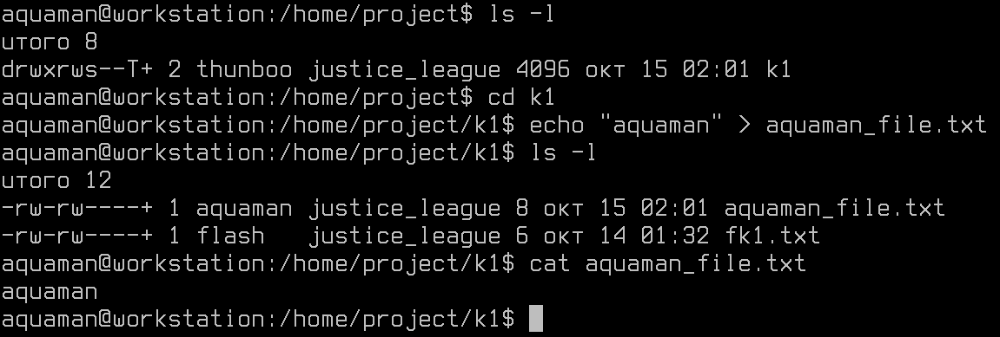 aquaman@workstation:/home/project$ ls -l
итого 8
drwxrws--T+ 2 thunboo justice_league 4096 окт 15 02:01 k1
aquaman@workstation:/home/project$ cd k1
aquaman@workstation:/home/project/k1$ echo "aquaman" > aquaman_file.txt
aquaman@workstation:/home/project/k1$ ls -l
итого 12
-rw-rw----+ 1 aquaman justice_league 8 окт 15 02:01 aquaman_file.txt
-rw-rw----+ 1 flash   justice_league 6 окт 14 01:32 fk1.txt
aquaman@workstation:/home/project/k1$ cat aquaman_file.txt
aquaman
aquaman@workstation:/home/project/k1$